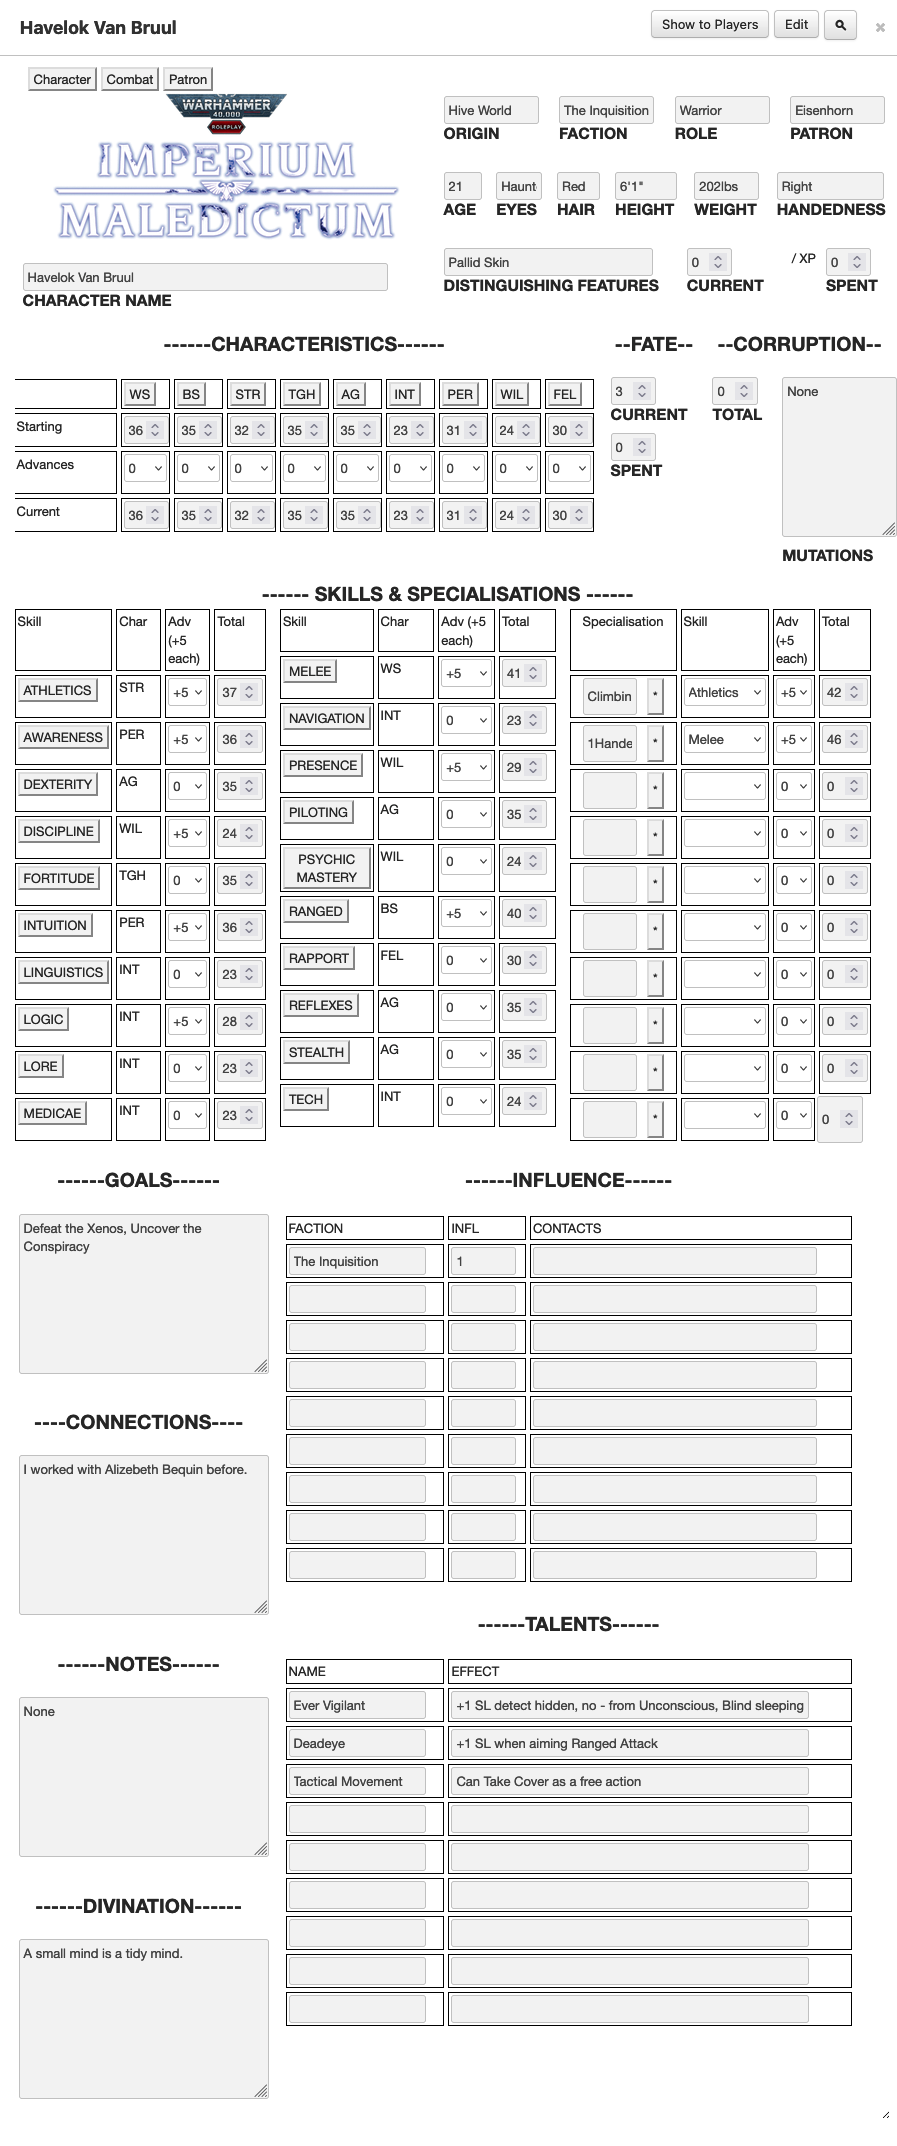 Havelok Van Bruul
Show to Players Edit
Character Combat Patron
WARHAMMER
40,000
ROLEPLAY
IMPERIUM
MALEDICTUM
Havelok Van Bruul
CHARACTER NAME
Hive World The Inquisition Warrior Eisenhorn
ORIGIN FACTION ROLE PATRON
21 Haunt Red 6'1" 202lbs Right
AGE EYES HAIR HEIGHT WEIGHT HANDEDNESS
Pallid Skin 0 / XP 0
DISTINGUISHING FEATURES CURRENT SPENT
------CHARACTERISTICS------
WS BS STR TGH AG INT PER WIL FEL
Starting 36 35 32 35 35 23 31 24 30
Advances 0 0 0 0 0 0 0 0 0
Current 36 35 32 35 35 23 31 24 30
--FATE--
3
CURRENT
0
SPENT
--CORRUPTION--
0
TOTAL
None
MUTATIONS
------ SKILLS & SPECIALISATIONS ------
Skill Char Adv (+5 each) Total
ATHLETICS STR +5 37
AWARENESS PER +5 36
DEXTERITY AG 0 35
DISCIPLINE WIL +5 24
FORTITUDE TGH 0 35
INTUITION PER +5 36
LINGUISTICS INT 0 23
LOGIC INT +5 28
LORE INT 0 23
MEDICAE INT 0 23
Skill Char Adv (+5 each) Total
MELEE WS +5 41
NAVIGATION INT 0 23
PRESENCE WIL +5 29
PILOTING AG 0 35
PSYCHIC MASTERY WIL 0 24
RANGED BS +5 40
RAPPORT FEL 0 30
REFLEXES AG 0 35
STEALTH AG 0 35
TECH INT 0 24
Specialisation Skill Adv (+5 each) Total
Climbin * Athletics +5 42
1Hande * Melee +5 46
* 0 0
* 0 0
* 0 0
* 0 0
* 0 0
* 0 0
* 0 0
* 0 0
------GOALS------
Defeat the Xenos, Uncover the
Conspiracy
----CONNECTIONS----
I worked with Alizebeth Bequin before.
------NOTES------
None
------DIVINATION------
A small mind is a tidy mind.
------INFLUENCE------
FACTION INFL CONTACTS
The Inquisition 1
------TALENTS------
NAME EFFECT
Ever Vigilant +1 SL detect hidden, no - from Unconscious, Blind sleeping
Deadeye +1 SL when aiming Ranged Attack
Tactical Movement Can Take Cover as a free action